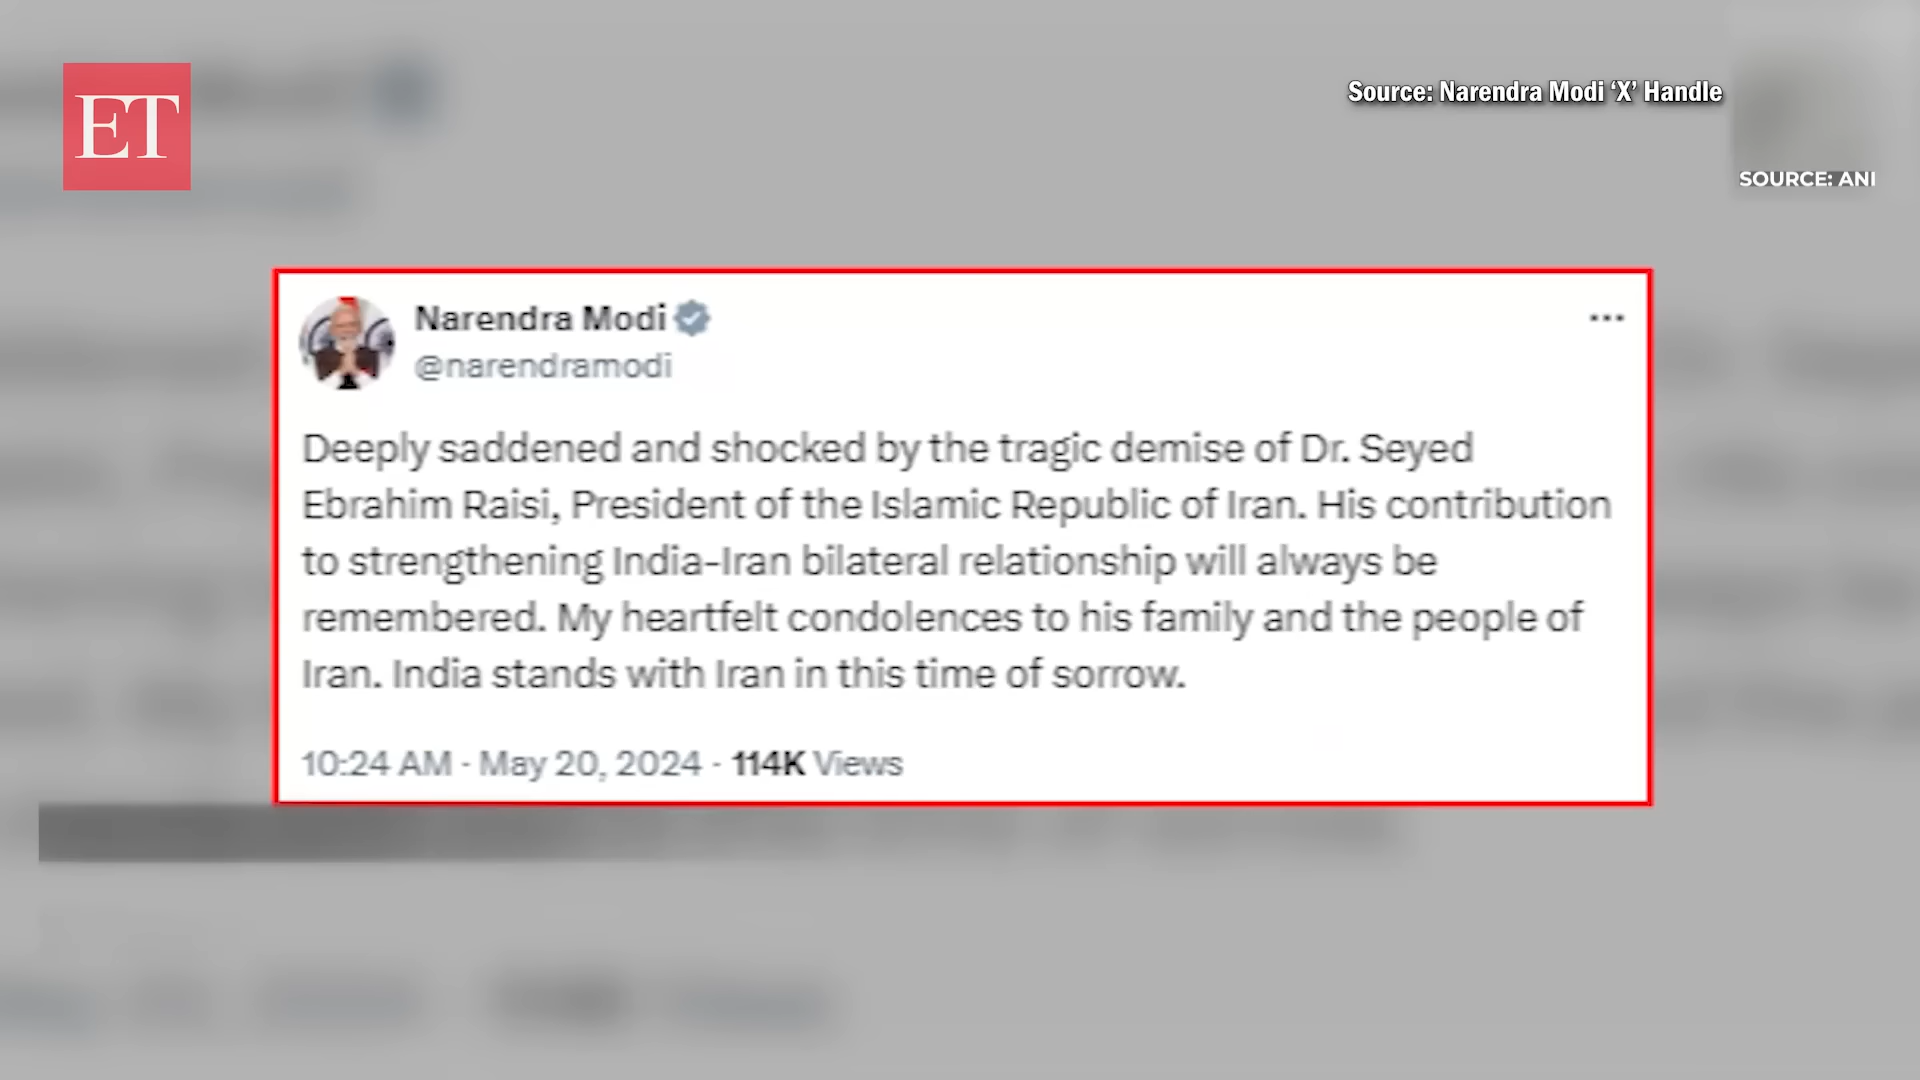 ET
Source: Narendra Modi ‘X’ Handle
SOURCE: ANI
Narendra Modi
@narendramodi
Deeply saddened and shocked by the tragic demise of Dr. Seyed
Ebrahim Raisi, President of the Islamic Republic of Iran. His contribution
to strengthening India-Iran bilateral relationship will always be
remembered. My heartfelt condolences to his family and the people of
Iran. India stands with Iran in this time of sorrow.
10:24 AM · May 20, 2024 · 114K Views